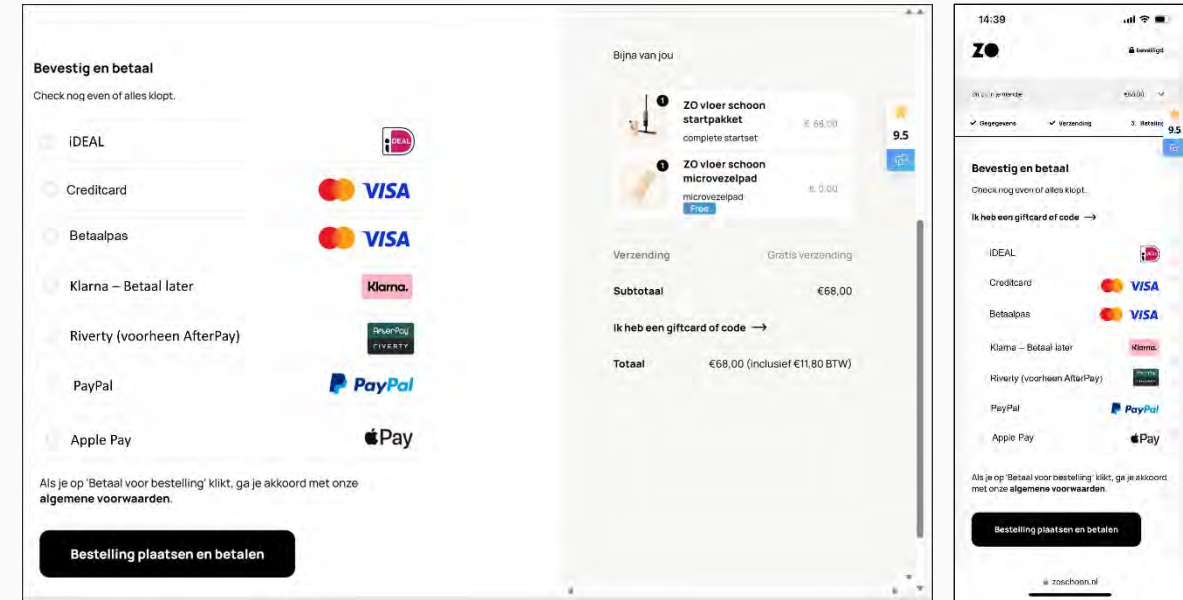 Bevestig en betaal
Check nog even of alles klopt.
iDEAL
iDEAL
Creditcard
VISA
Betaalpas
VISA
Klarna – Betaal later
Klarna.
Riverty (voorheen AfterPay)
AfterPay
RIVERTY
PayPal
PayPal
Apple Pay
Pay
Als je op 'Betaal voor bestelling' klikt, ga je akkoord met onze
algemene voorwaarden.
Bestelling plaatsen en betalen
Bijna van jou
1
ZO vloer schoon
startpakket
€ 68,00
complete startset
1
ZO vloer schoon
microvezelpad
€ 0,00
microvezelpad
Free
9.5
Verzending Gratis verzending
Subtotaal €68,00
Ik heb een giftcard of code →
Totaal €68,00 (inclusief €11,80 BTW)
14:39
ZO
beveiligd
€68,00
✓ Gegegevens ✓ Verzending 3. Betaling
9.5
Bevestig en betaal
Check nog even of alles klopt.
Ik heb een giftcard of code →
iDEAL
Creditcard
VISA
Betaalpas
VISA
Klarna – Betaal later
Klarna.
Riverty (voorheen AfterPay)
PayPal
PayPal
Apple Pay
Pay
Als je op 'Betaal voor bestelling' klikt, ga je akkoord
met onze algemene voorwaarden.
Bestelling plaatsen en betalen
zoschoon.nl